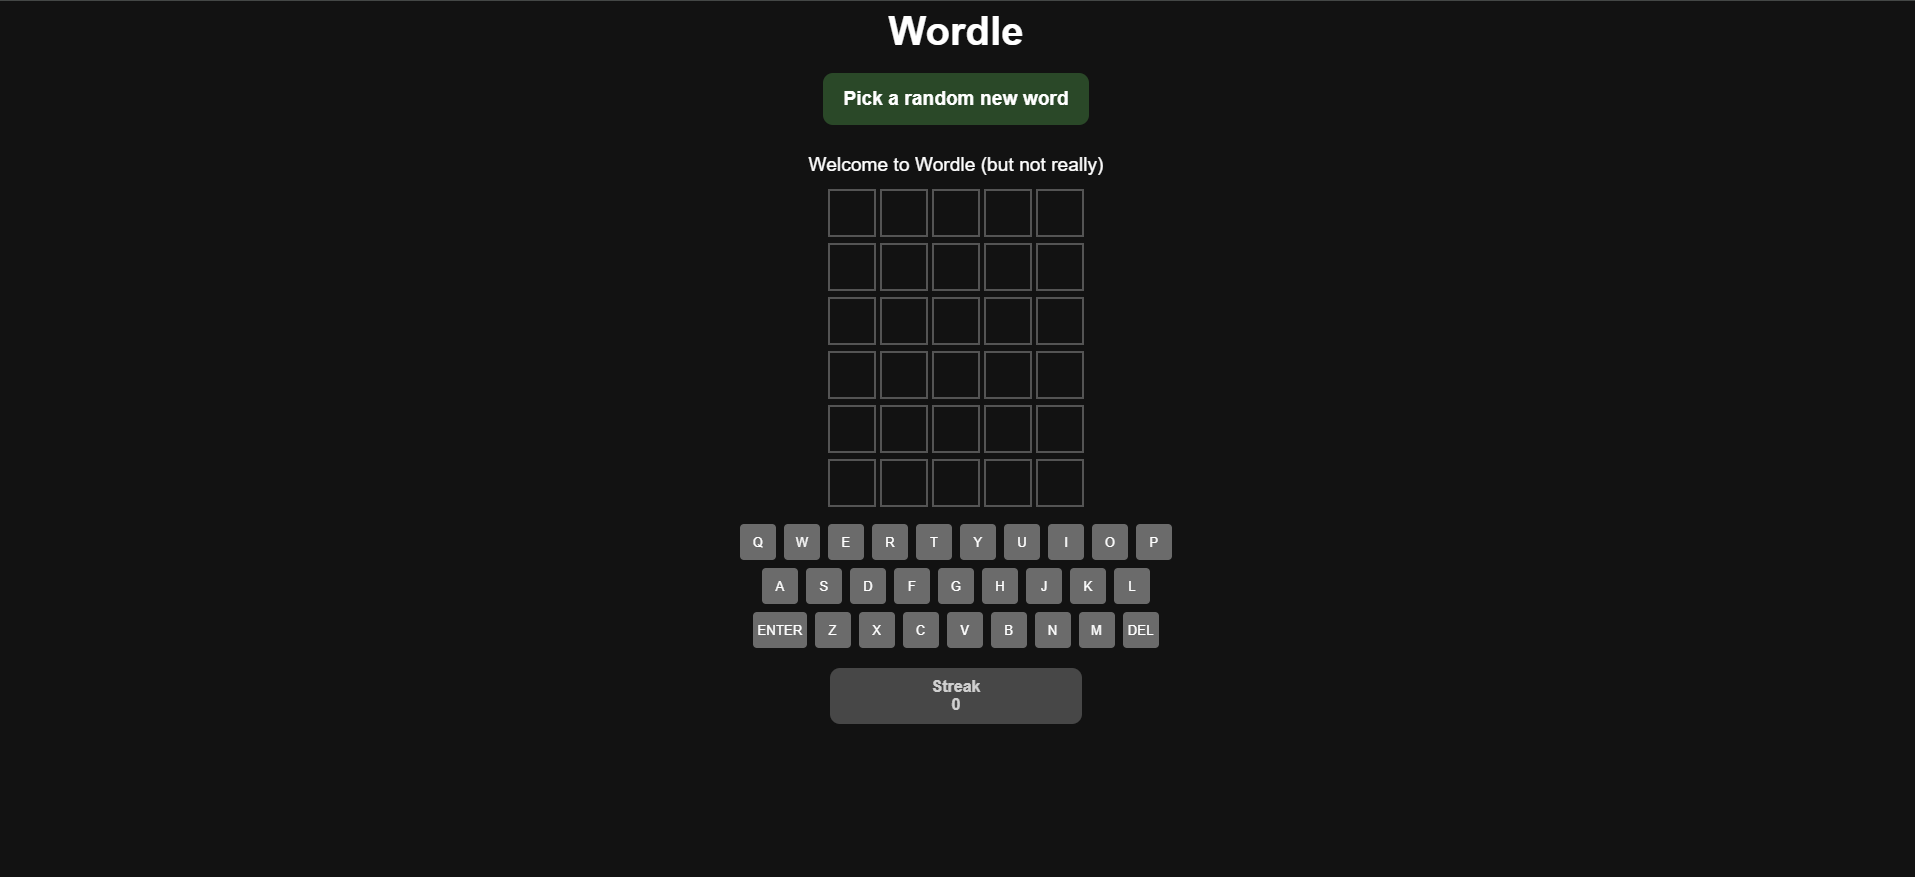 Wordle
Pick a random new word
Welcome to Wordle (but not really)
Q W E R T Y U I O P
A S D F G H J K L
ENTER Z X C V B N M DEL
Streak
0